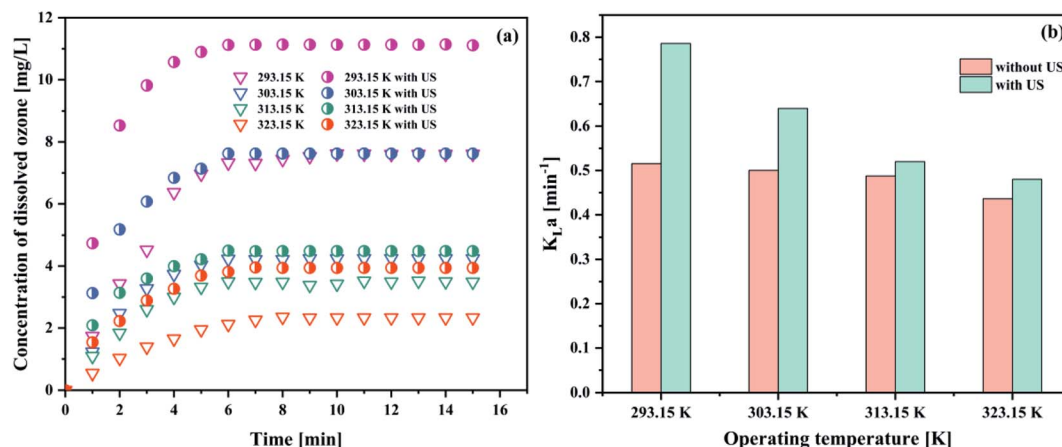 (a)
Concentration of dissolved ozone [mg/L]
12
10
8
6
4
2
0
293.15 K 293.15 K with US
303.15 K 303.15 K with US
313.15 K 313.15 K with US
323.15 K 323.15 K with US
0 2 4 6 8 10 12 14 16
Time [min]
(b)
KLa [min-1]
0.8
0.7
0.6
0.5
0.4
0.3
0.2
0.1
0.0
without US
with US
293.15 K 303.15 K 313.15 K 323.15 K
Operating temperature [K]